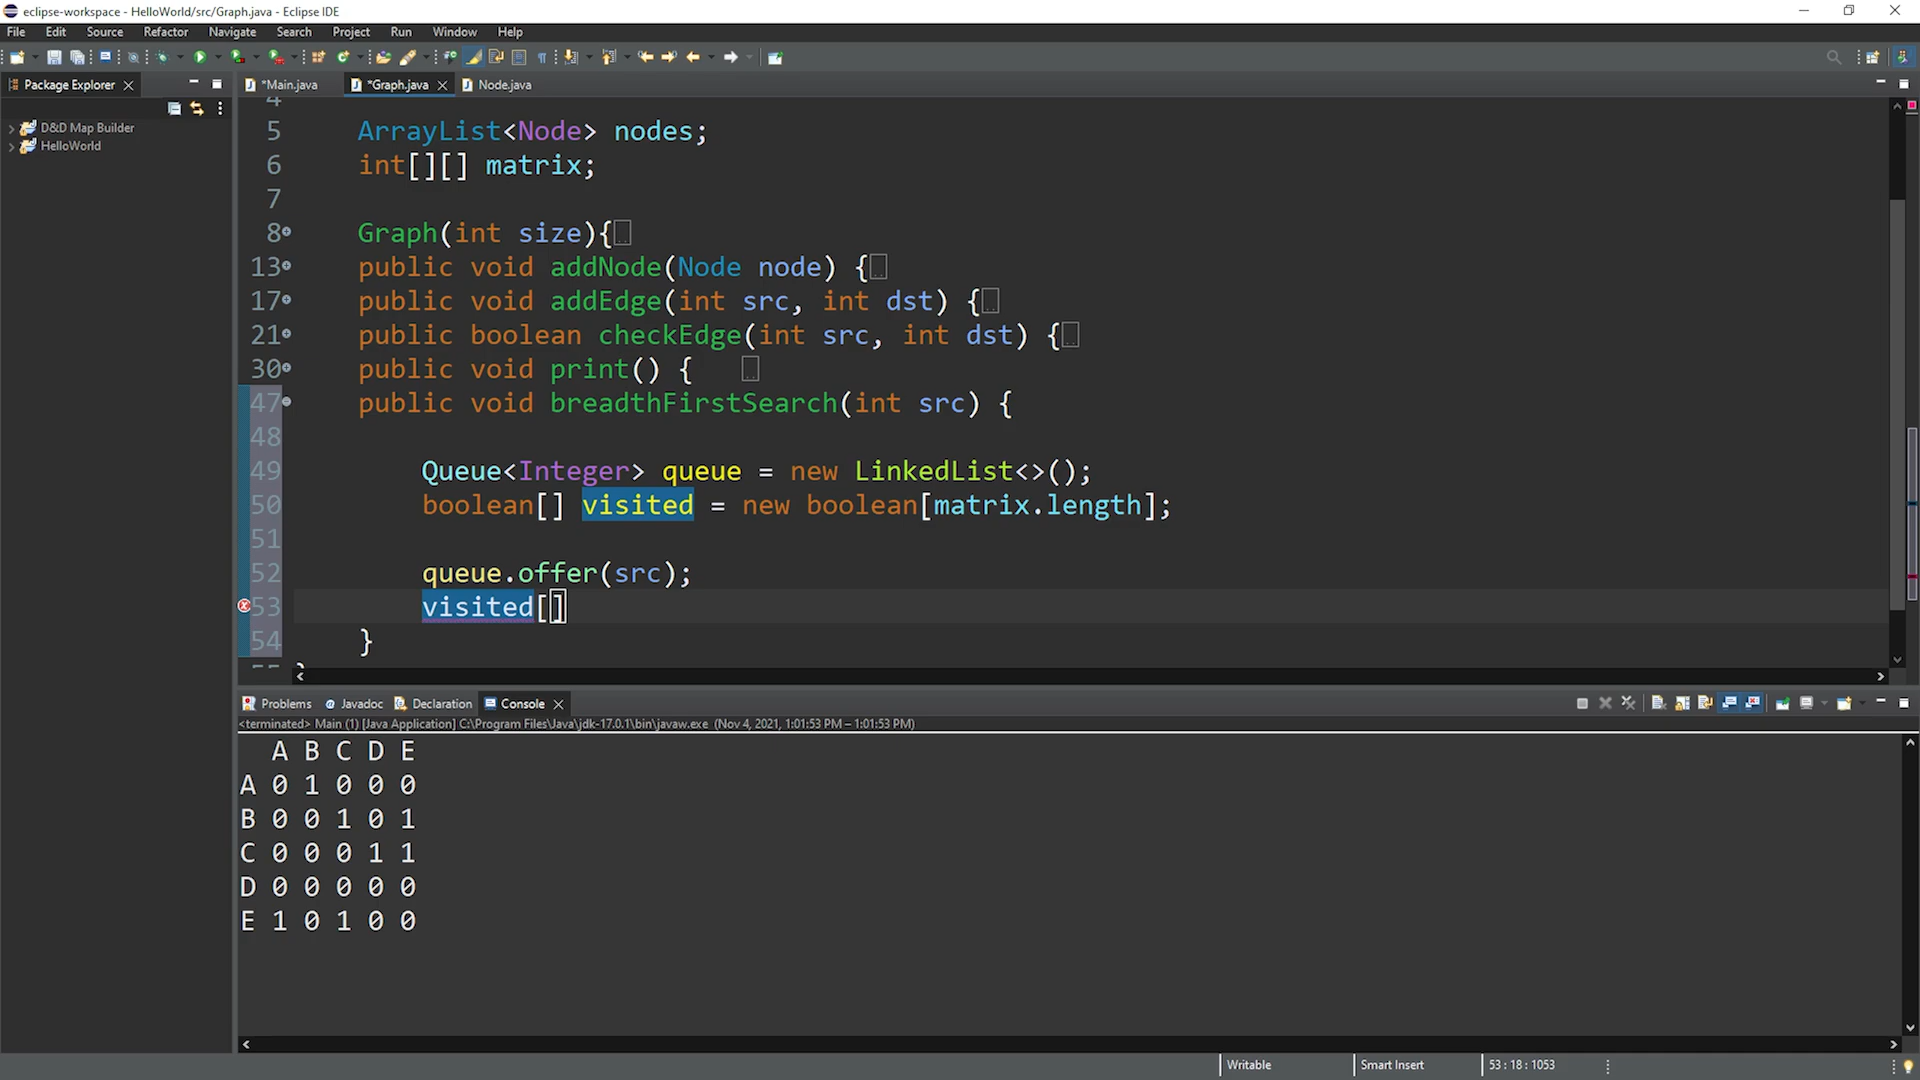 eclipse-workspace - HelloWorld/src/Graph.java - Eclipse IDE
File Edit Source Refactor Navigate Search Project Run Window Help
Package Explorer
*Main.java *Graph.java Node.java
D&D Map Builder
HelloWorld
4
5 ArrayList<Node> nodes;
6 int[][] matrix;
7
8 Graph(int size){
13 public void addNode(Node node) {
17 public void addEdge(int src, int dst) {
21 public boolean checkEdge(int src, int dst) {
30 public void print() {
47 public void breadthFirstSearch(int src) {
48
49 Queue<Integer> queue = new LinkedList<>();
50 boolean[] visited = new boolean[matrix.length];
51
52 queue.offer(src);
53 visited[]
54 }
55 }
Problems Javadoc Declaration Console
<terminated> Main (1) [Java Application] C:\Program Files\Java\jdk-17.0.1\bin\javaw.exe (Nov 4, 2021, 1:01:53 PM – 1:01:53 PM)
A B C D E
A 0 1 0 0 0
B 0 0 1 0 1
C 0 0 0 1 1
D 0 0 0 0 0
E 1 0 1 0 0
Writable Smart Insert 53 : 18 : 1053